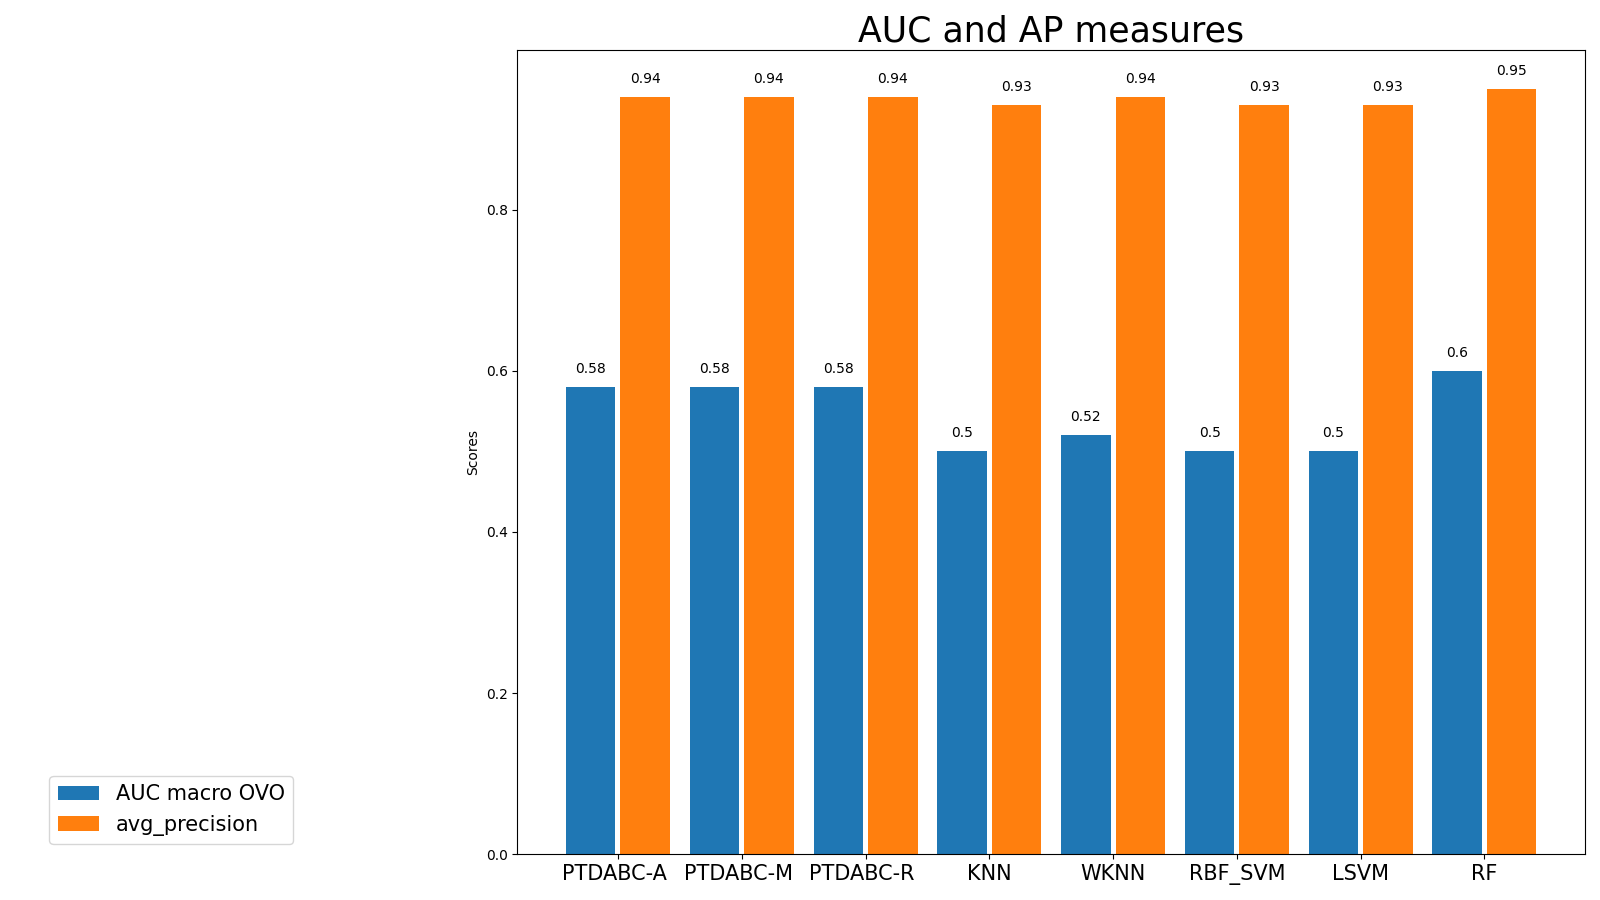 AUC and AP measures
0.94
0.94
0.94
0.93
0.94
0.93
0.93
0.95
0.8
0.58
0.58
0.58
0.5
0.52
0.5
0.5
0.6
0.6
Scores
0.4
0.2
0.0
AUC macro OVO
avg_precision
PTDABC-A
PTDABC-M
PTDABC-R
KNN
WKNN
RBF_SVM
LSVM
RF